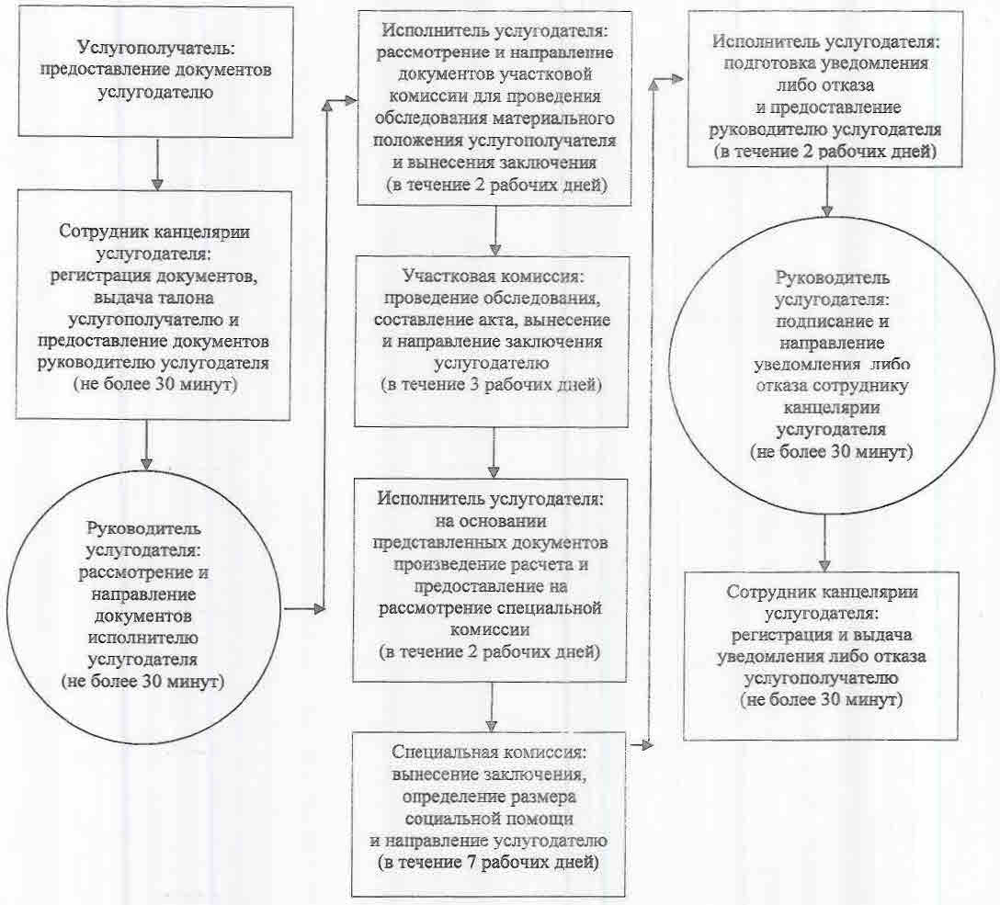 Услугополучатель:
предоставление документов
услугодателю
Сотрудник канцелярии
услугодателя:
регистрация документов,
выдача талона
услугополучателю и
предоставление документов
руководителю услугодателя
(не более 30 минут)
Руководитель
услугодателя:
рассмотрение и
направление
документов
исполнителю
услугодателя
(не более 30 минут)
Исполнитель услугодателя:
рассмотрение и направление
документов участковой
комиссии для проведения
обследования материального
положения услугополучателя
и вынесения заключения
(в течение 2 рабочих дней)
Участковая комиссия:
проведение обследования,
составление акта, вынесение
и направление заключения
услугодателю
(в течение 3 рабочих дней)
Исполнитель услугодателя:
на основании
представленных документов
произведение расчета и
предоставление на
рассмотрение специальной
комиссии
(в течение 2 рабочих дней)
Специальная комиссия:
вынесение заключения,
определение размера
социальной помощи
и направление услугодателю
(в течение 7 рабочих дней)
Исполнитель услугодателя:
подготовка уведомления
либо отказа
и предоставление
руководителю услугодателя
(в течение 2 рабочих дней)
Руководитель
услугодателя:
подписание и
направление
уведомления либо
отказа сотруднику
канцелярии
услугодателя
(не более 30 минут)
Сотрудник канцелярии
услугодателя:
регистрация и выдача
уведомления либо отказа
услугополучателю
(не более 30 минут)